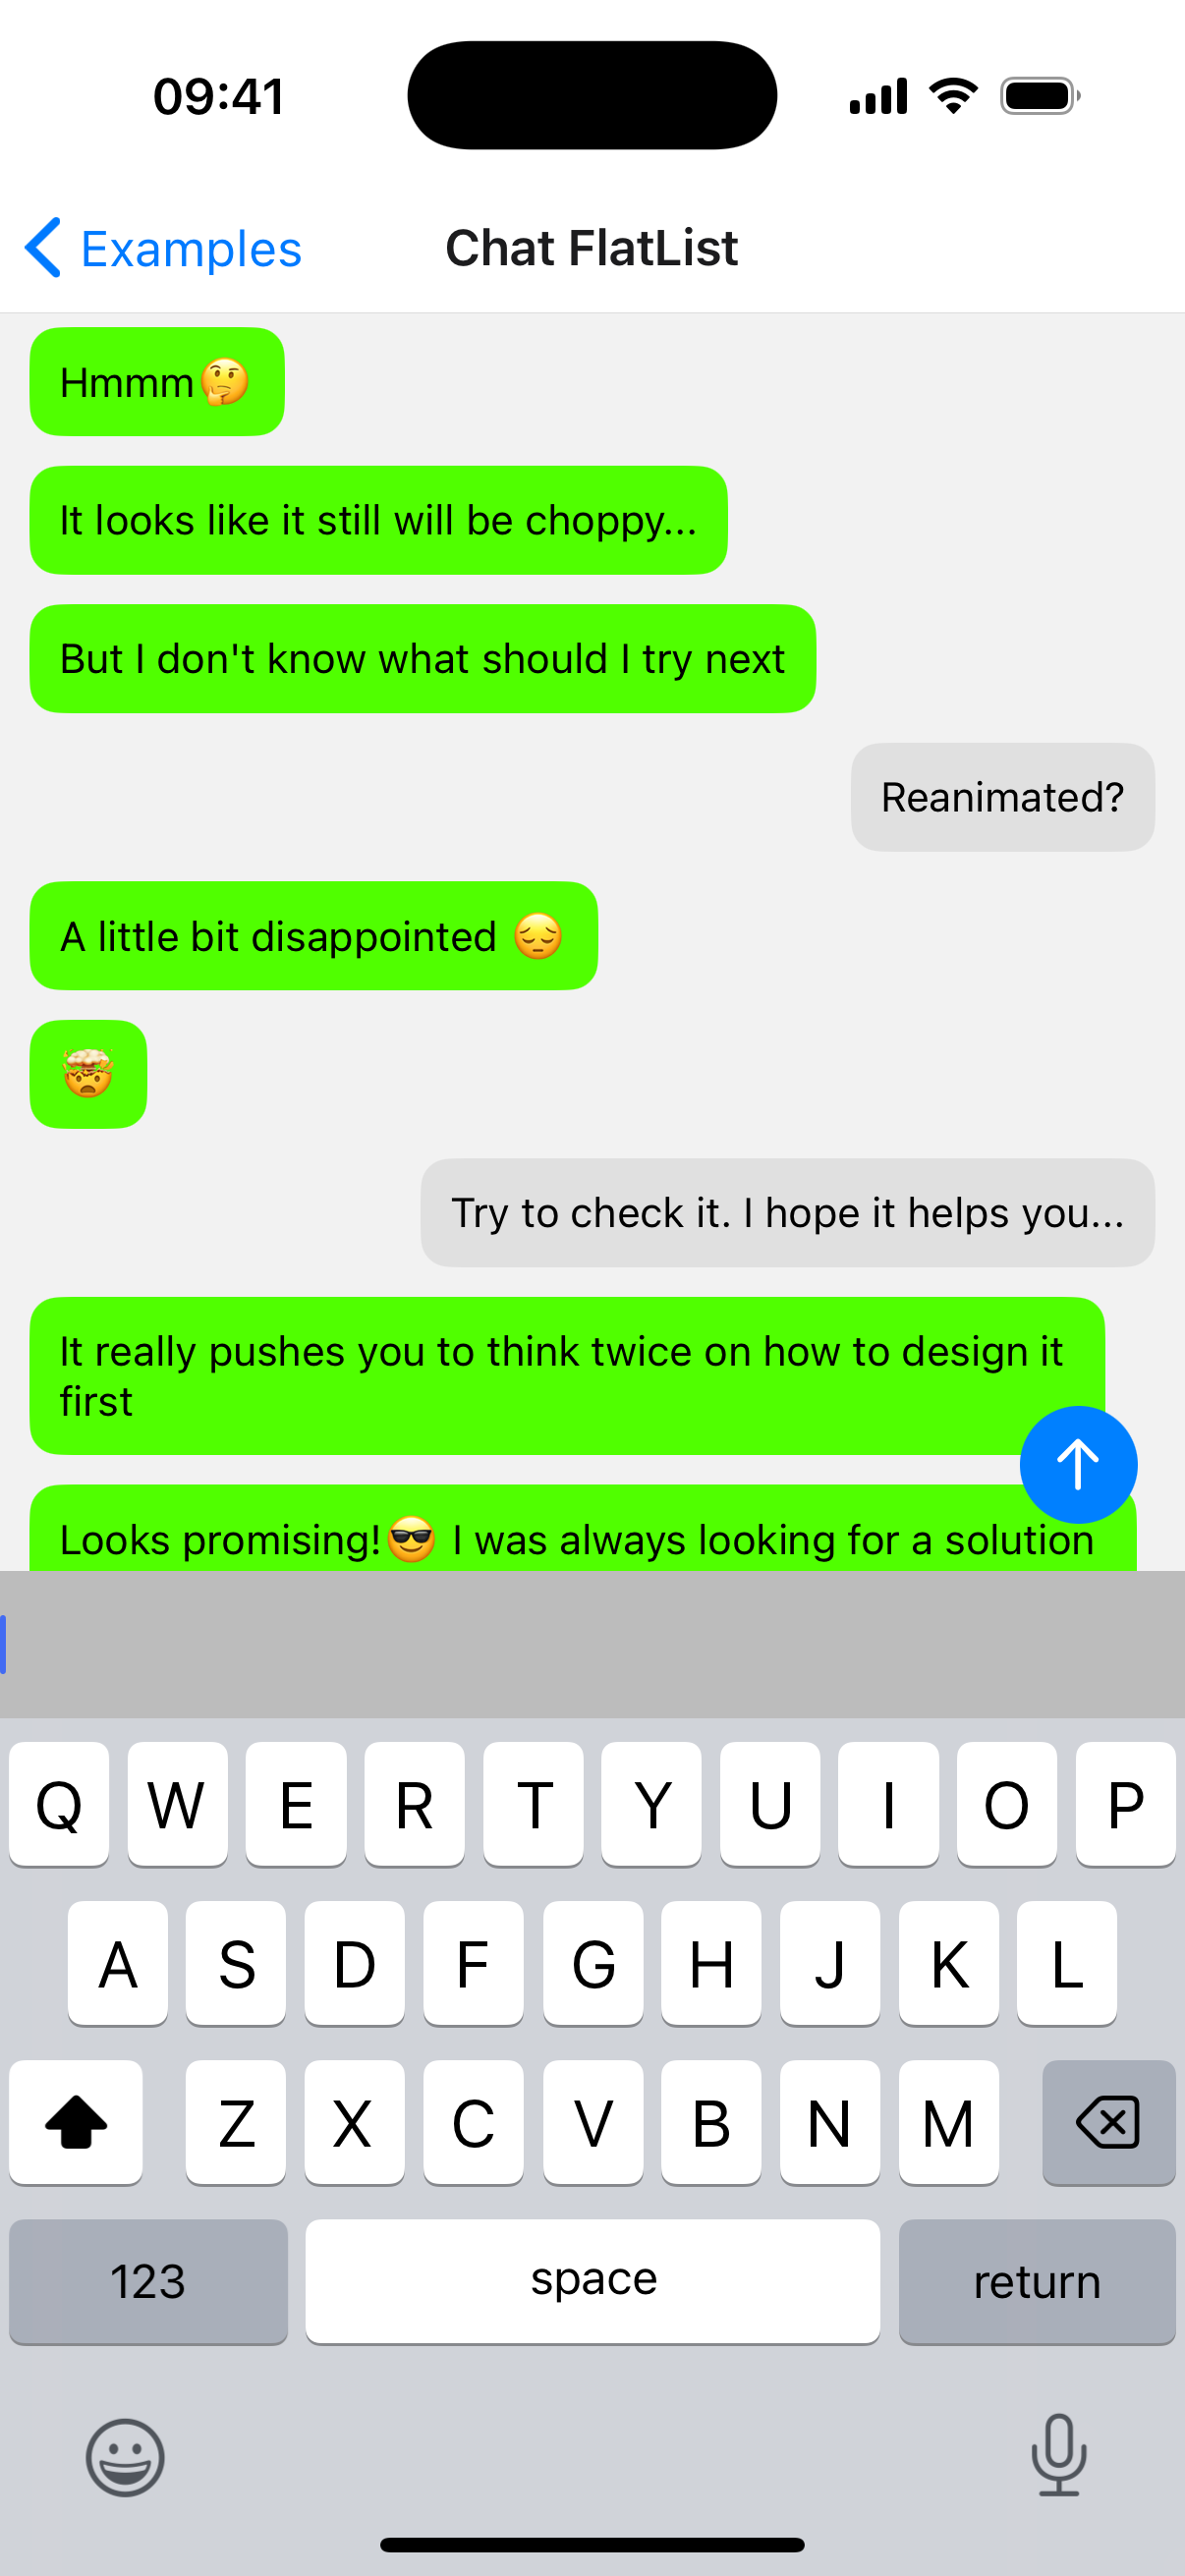 09:41
Examples
Chat FlatList
Hmmm🤔
It looks like it still will be choppy...
But I don't know what should I try next
Reanimated?
A little bit disappointed 😔
🤯
Try to check it. I hope it helps you...
It really pushes you to think twice on how to design it
first
Looks promising!😎 I was always looking for a solution
Q W E R T Y U I O P
A S D F G H J K L
Z X C V B N M
123 space return